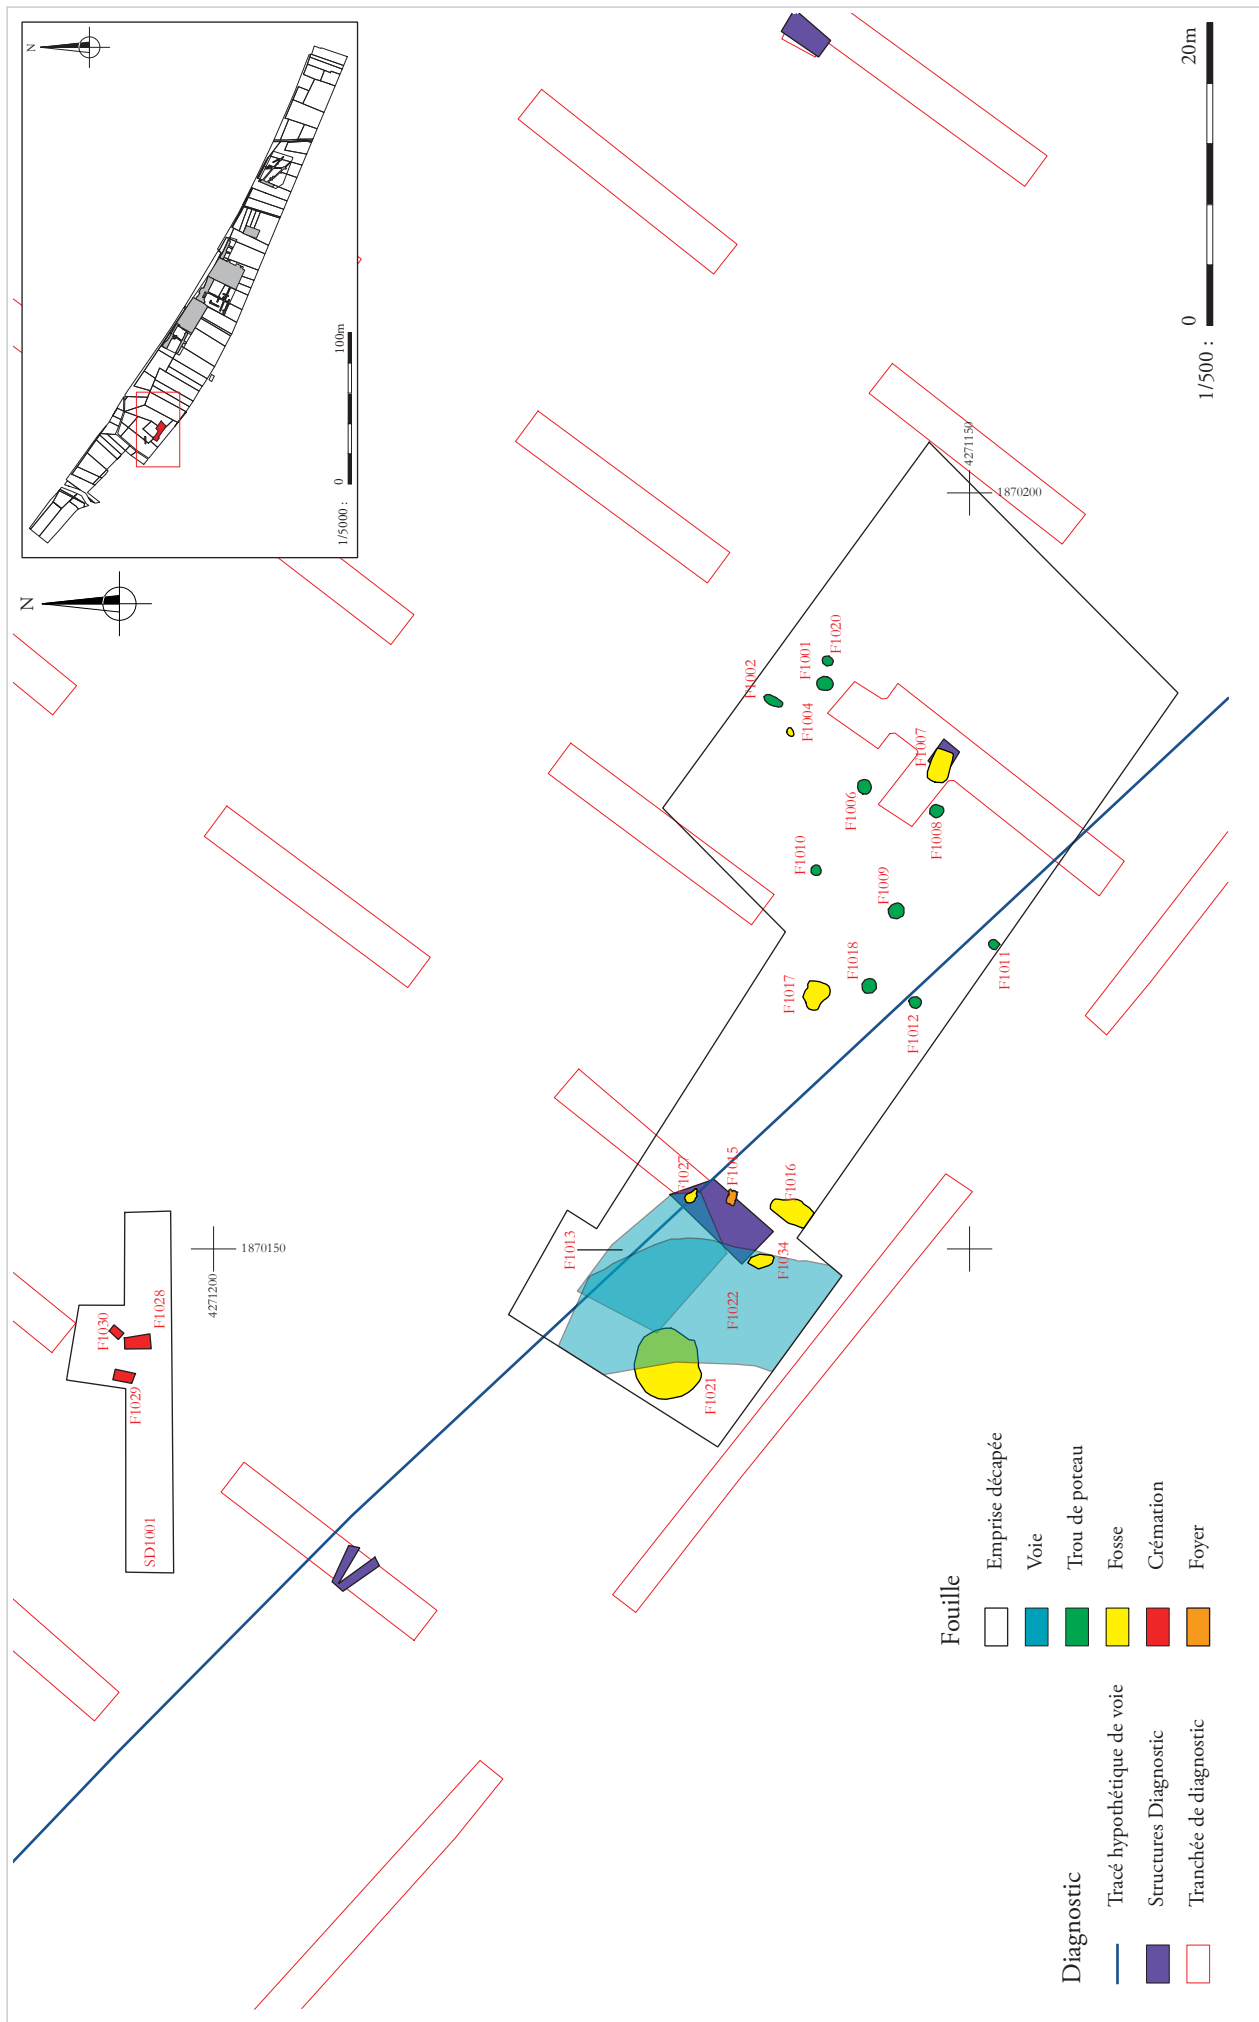 N
1/5000 :
0
100m
N
F1030
F1029
F1028
SD1001
4271200
1870150
F1013
F1027
F1015
F1016
F1034
F1022
F1021
F1002
F1004
F1001
F1020
F1007
F1006
F1008
F1010
F1009
F1018
F1017
F1012
F1011
4271150
1870200
1/500 :
0
20m
Diagnostic
Tracé hypothétique de voie
Structures Diagnostic
Tranchée de diagnostic
Fouille
Emprise décapée
Voie
Trou de poteau
Fosse
Crémation
Foyer